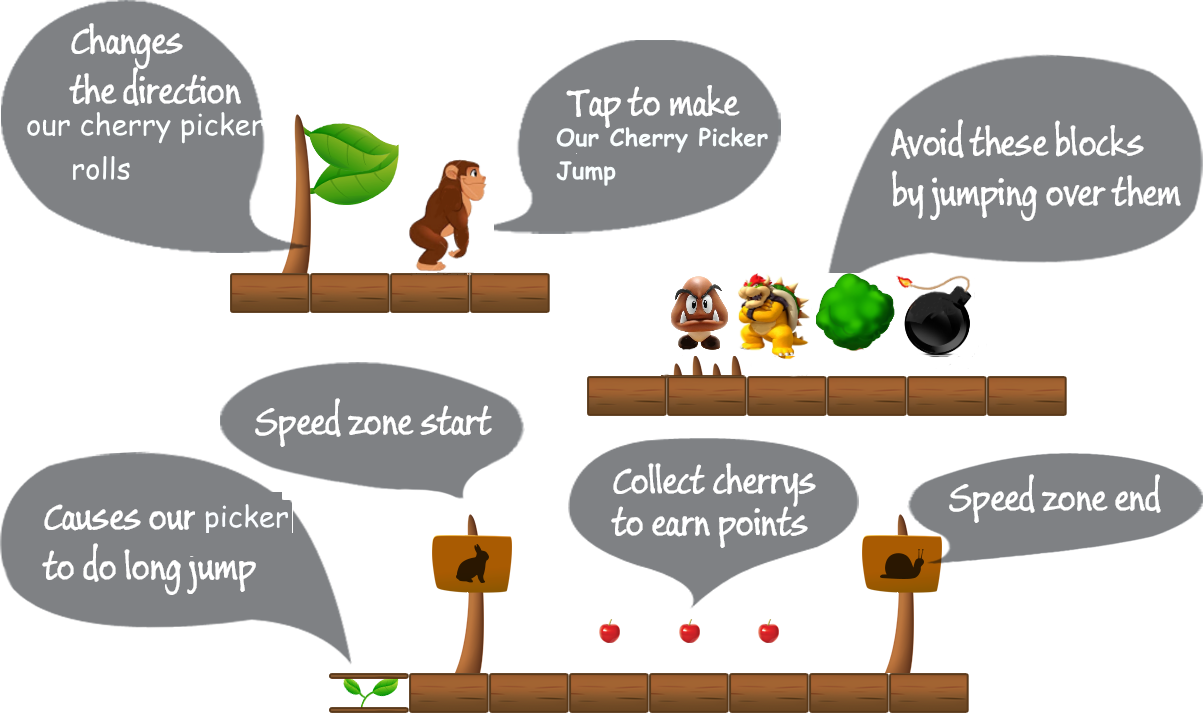 Changes
the direction
our cherry picker
rolls
Tap to make
Our Cherry Picker
Jump
Avoid these blocks
by jumping over them
Speed zone start
Causes our picker
to do long jump
Collect cherrys
to earn points
Speed zone end